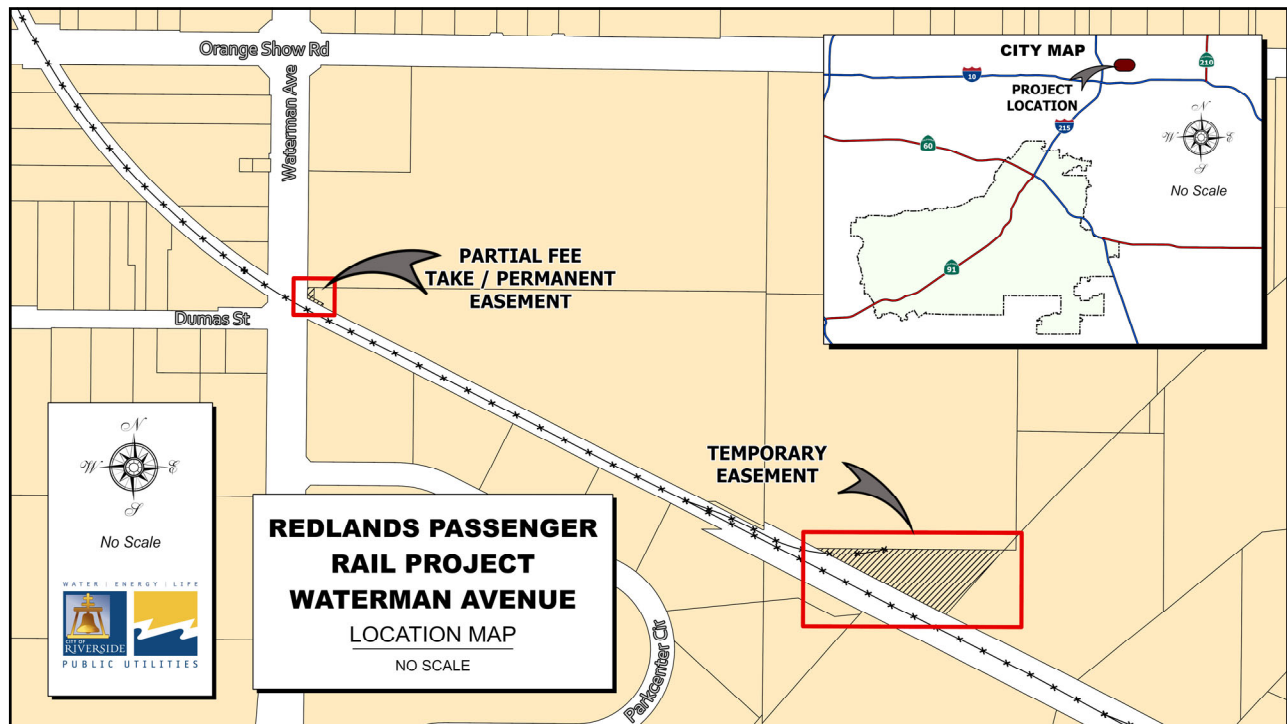 Orange Show Rd
Waterman Ave
CITY MAP
10
210
PROJECT
LOCATION
215
60
91
N
W
E
S
No Scale
PARTIAL FEE
TAKE / PERMANENT
EASEMENT
Dumas St
TEMPORARY
EASEMENT
N
W
E
S
No Scale
WATER | ENERGY | LIFE
CITY OF
RIVERSIDE
PUBLIC UTILITIES
REDLANDS PASSENGER
RAIL PROJECT
WATERMAN AVENUE
LOCATION MAP
NO SCALE
Parkcenter Cir